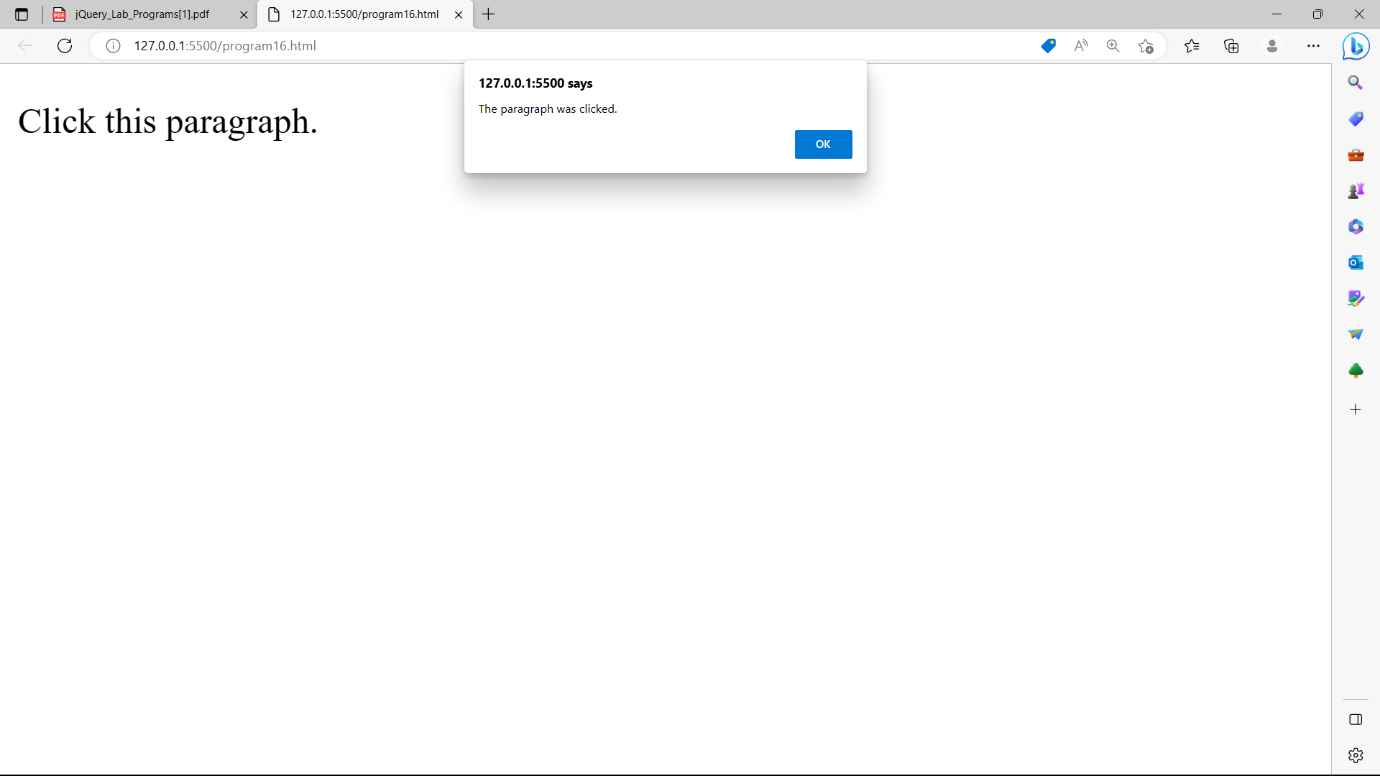 jQuery_Lab_Programs[1].pdf
127.0.0.1:5500/program16.html
127.0.0.1:5500/program16.html
127.0.0.1:5500 says
The paragraph was clicked.
OK
Click this paragraph.